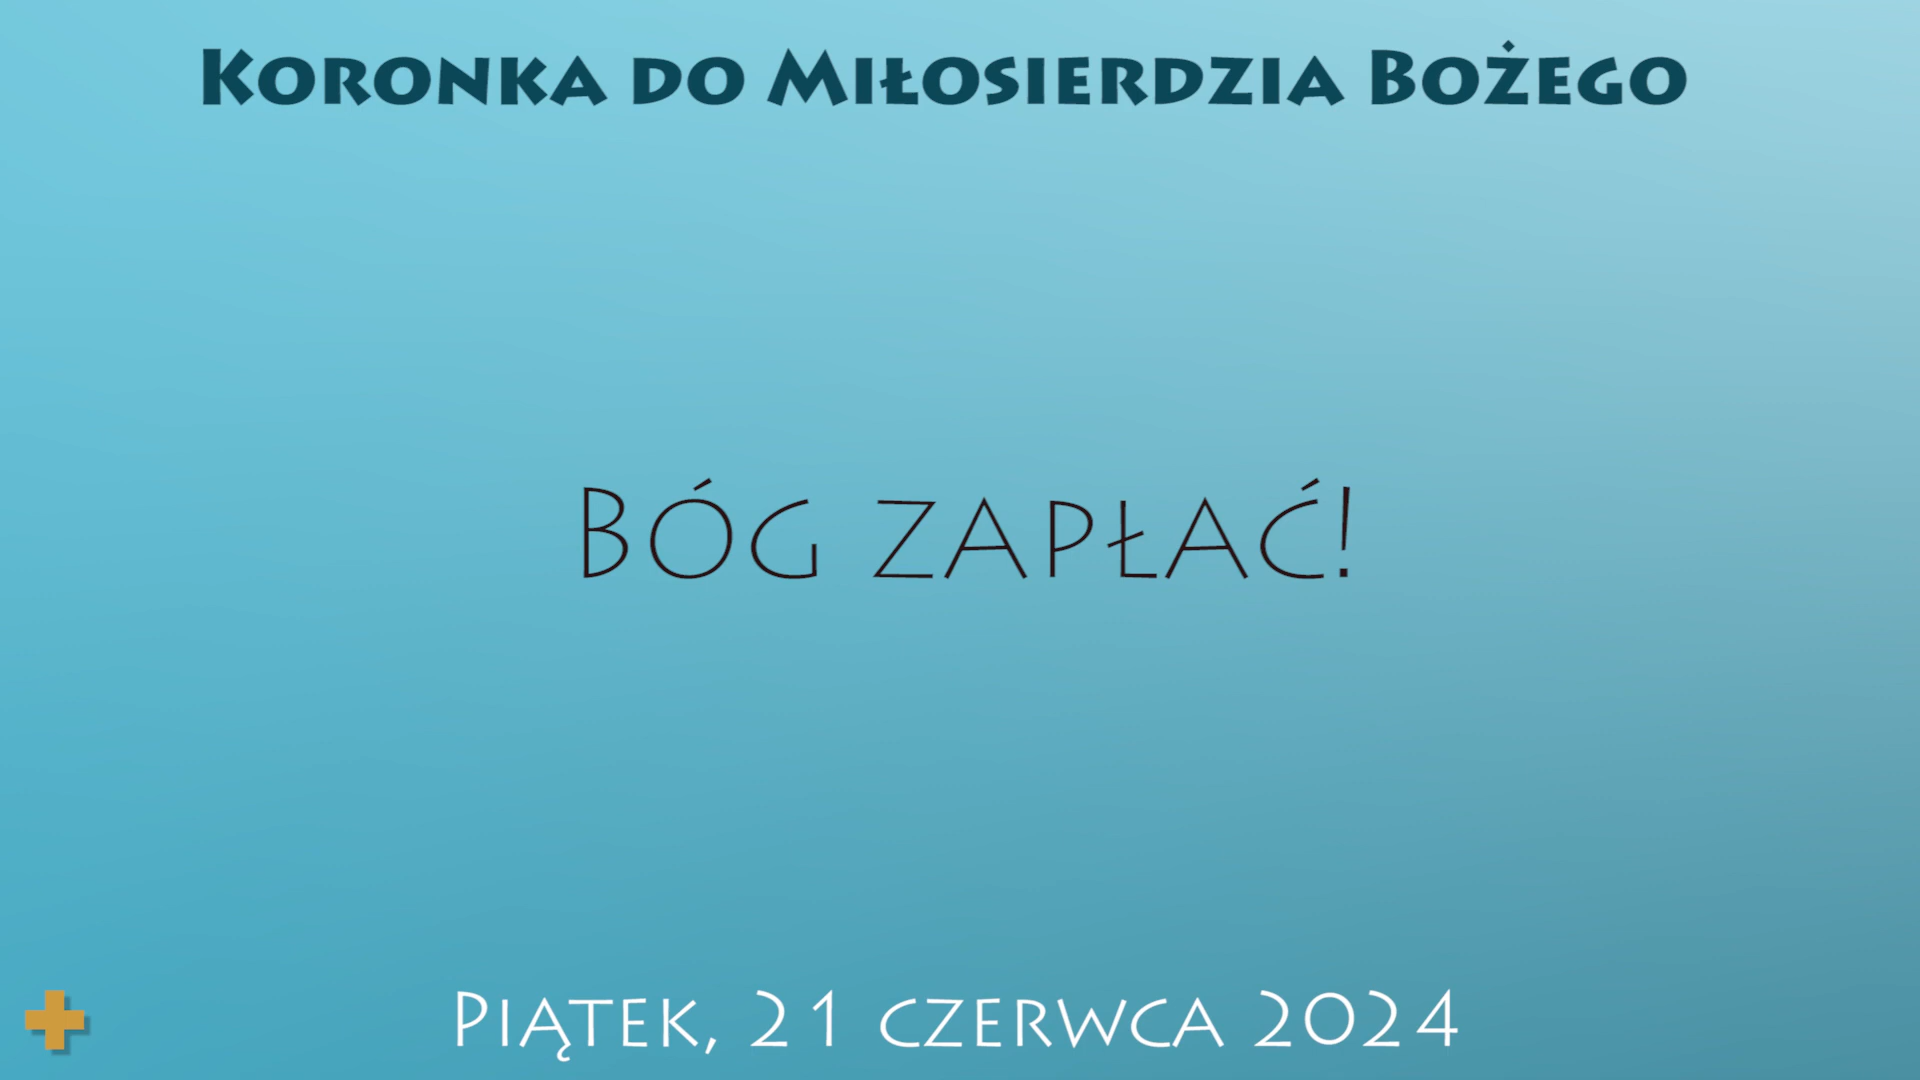 Koronka do Miłosierdzia Bożego
Bóg zapłać!
Piątek, 21 czerwca 2024